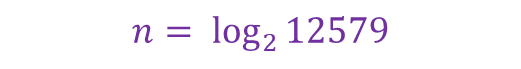 n = log₂ 12579